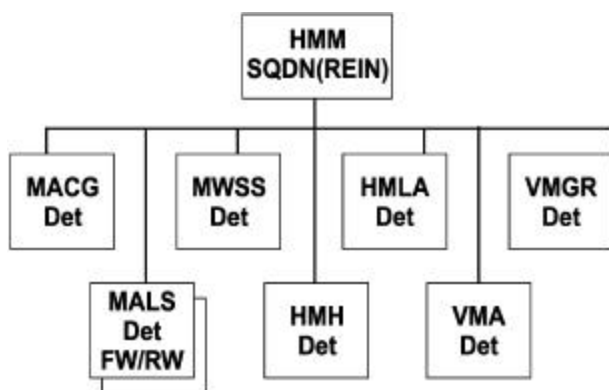 HMM
SQDN(REIN)
MACG
Det
MWSS
Det
HMLA
Det
VMGR
Det
MALS
Det
FW/RW
HMH
Det
VMA
Det